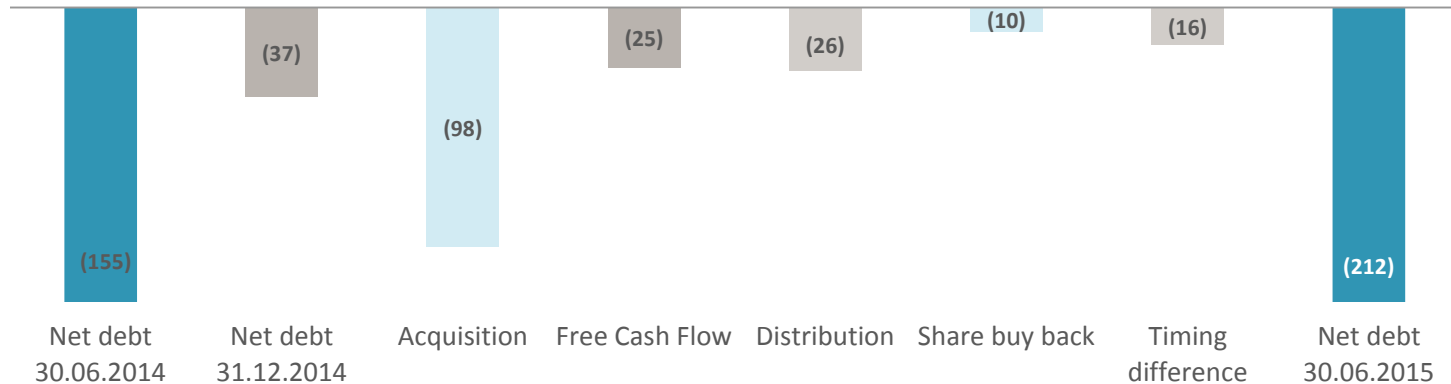 (155)
(37)
(98)
(25)
(26)
(10)
(16)
(212)
Net debt
30.06.2014
Net debt
31.12.2014
Acquisition
Free Cash Flow
Distribution
Share buy back
Timing
difference
Net debt
30.06.2015